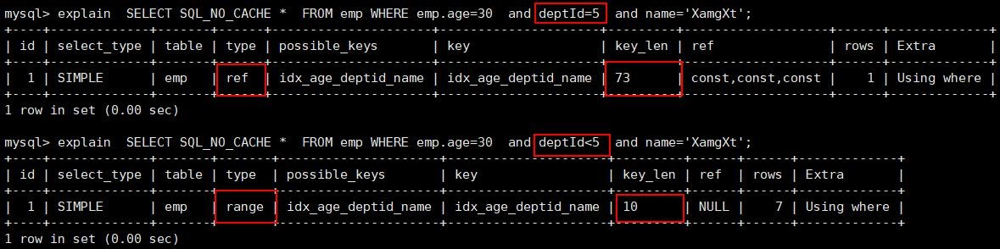 mysql> explain  SELECT SQL_NO_CACHE *  FROM emp WHERE emp.age=30  and deptId=5  and name='XamgXt';
+----+-------------+-------+------+---------------------+---------------------+---------+-------------------+------+-------------+
| id | select_type | table | type | possible_keys       | key                 | key_len | ref               | rows | Extra       |
+----+-------------+-------+------+---------------------+---------------------+---------+-------------------+------+-------------+
|  1 | SIMPLE      | emp   | ref  | idx_age_deptid_name | idx_age_deptid_name | 73      | const,const,const |    1 | Using where |
+----+-------------+-------+------+---------------------+---------------------+---------+-------------------+------+-------------+
1 row in set (0.00 sec)
mysql> explain  SELECT SQL_NO_CACHE *  FROM emp WHERE emp.age=30  and deptId<5  and name='XamgXt';
+----+-------------+-------+-------+---------------------+---------------------+---------+------+------+-------------+
| id | select_type | table | type  | possible_keys       | key                 | key_len | ref  | rows | Extra       |
+----+-------------+-------+-------+---------------------+---------------------+---------+------+------+-------------+
|  1 | SIMPLE      | emp   | range | idx_age_deptid_name | idx_age_deptid_name | 10      | NULL |    7 | Using where |
+----+-------------+-------+-------+---------------------+---------------------+---------+------+------+-------------+
1 row in set (0.00 sec)